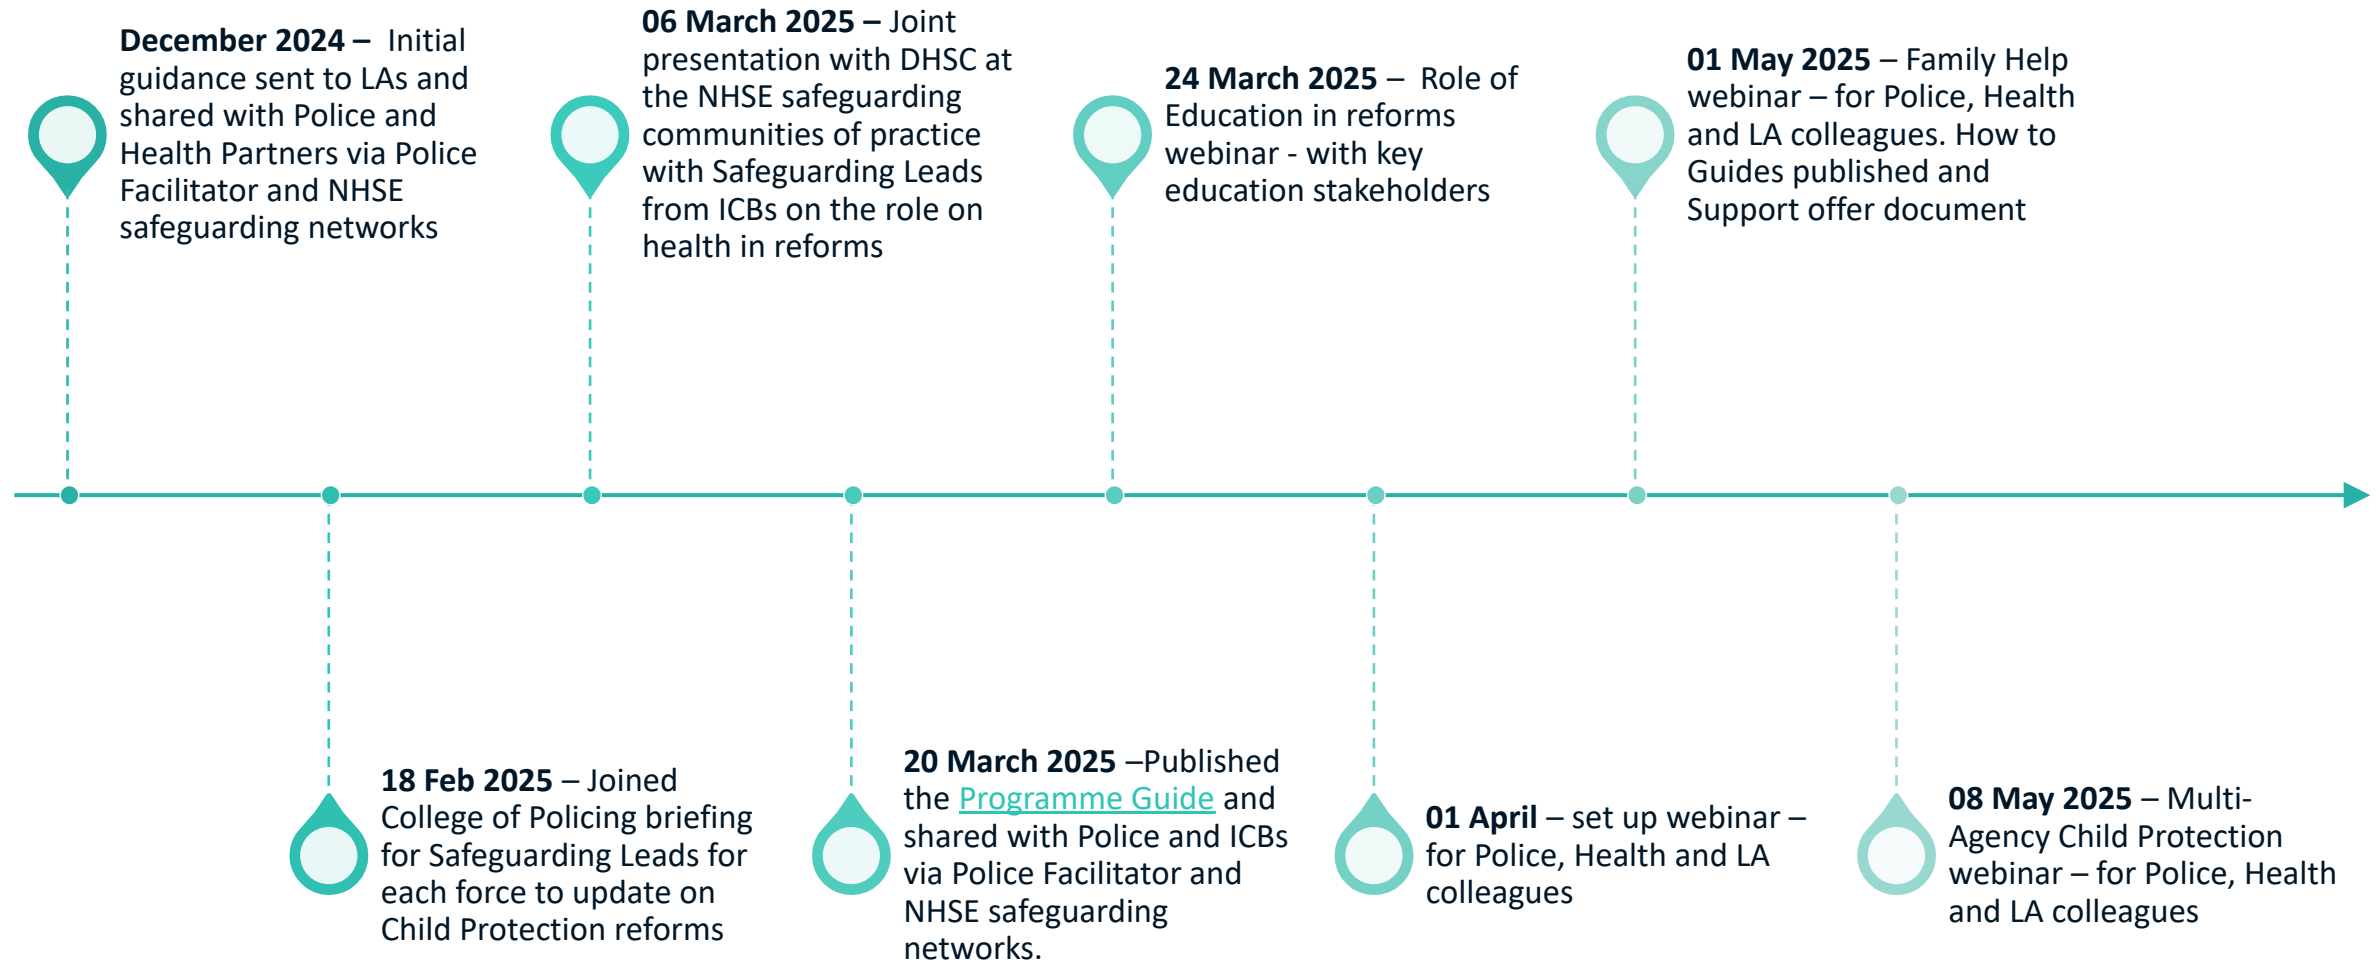 December 2024 –  Initial
guidance sent to LAs and
shared with Police and
Health Partners via Police
Facilitator and NHSE
safeguarding networks
18 Feb 2025 – Joined
College of Policing briefing
for Safeguarding Leads for
each force to update on
Child Protection reforms
06 March 2025 – Joint
presentation with DHSC at
the NHSE safeguarding
communities of practice
with Safeguarding Leads
from ICBs on the role on
health in reforms
20 March 2025 –Published
the Programme Guide and
shared with Police and ICBs
via Police Facilitator and
NHSE safeguarding
networks.
24 March 2025 –  Role of
Education in reforms
webinar - with key
education stakeholders
01 April – set up webinar –
for Police, Health and LA
colleagues
01 May 2025 – Family Help
webinar – for Police, Health
and LA colleagues. How to
Guides published and
Support offer document
08 May 2025 – Multi-
Agency Child Protection
webinar – for Police, Health
and LA colleagues